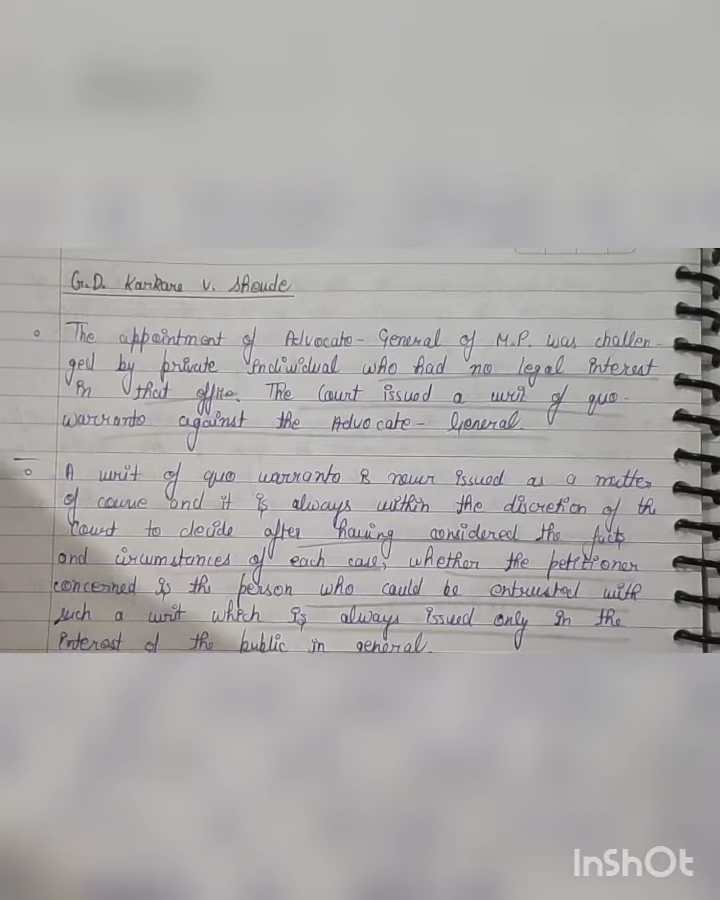 G.D. Karkare v. Shevde
The appointment of Advocate-General of M.P. was challen-
ged by private individual who had no legal interest
in that office. The Court issued a writ of quo-
warranto against the Advocate-General.
A writ of quo warranto is never issued as a matter
of course and it is always within the discretion of the
Court to decide after having considered the facts
and circumstances of each case, whether the petitioner
concerned is the person who could be entrusted with
such a writ which is always issued only in the
interest of the public in general.
InShOt